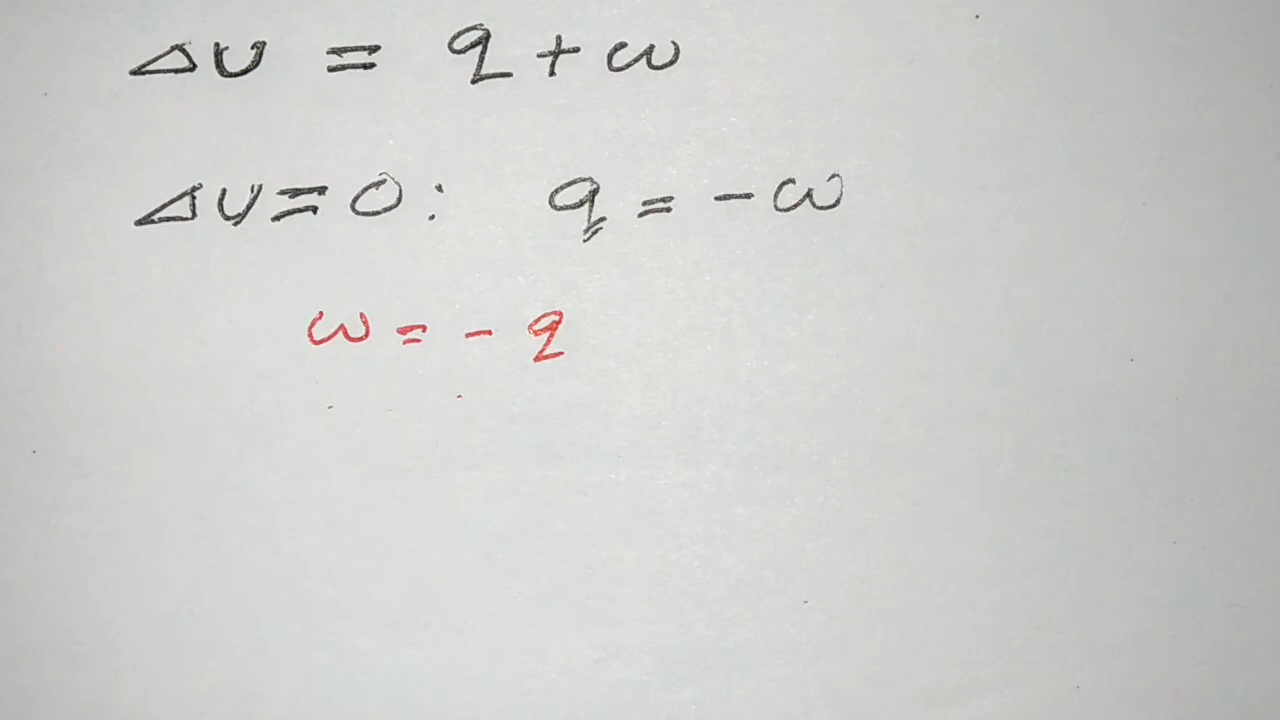 ΔU = q + w
ΔU = 0 : q = - w
w = - q